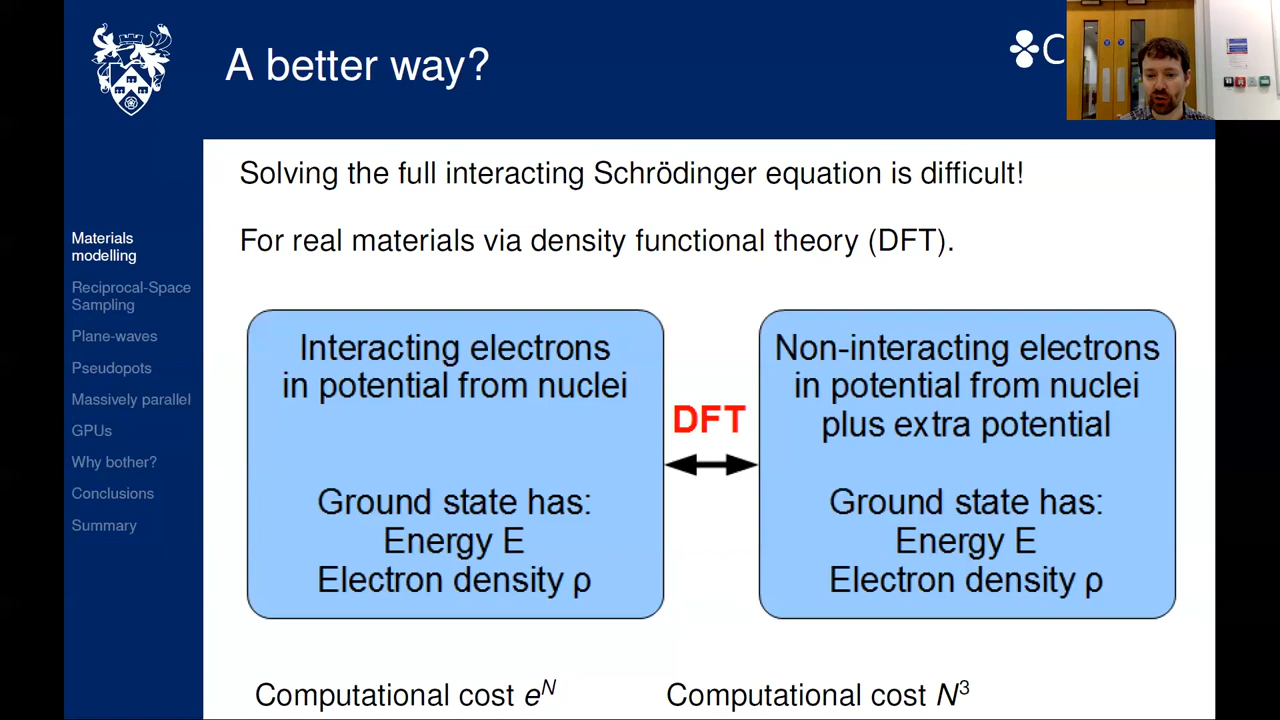 A better way?
C
Solving the full interacting Schrödinger equation is difficult!
For real materials via density functional theory (DFT).
Materials
modelling
Reciprocal-Space
Sampling
Plane-waves
Pseudopots
Massively parallel
GPUs
Why bother?
Conclusions
Summary
Interacting electrons
in potential from nuclei
Ground state has:
Energy E
Electron density ρ
DFT
Non-interacting electrons
in potential from nuclei
plus extra potential
Ground state has:
Energy E
Electron density ρ
Computational cost e^N
Computational cost N^3